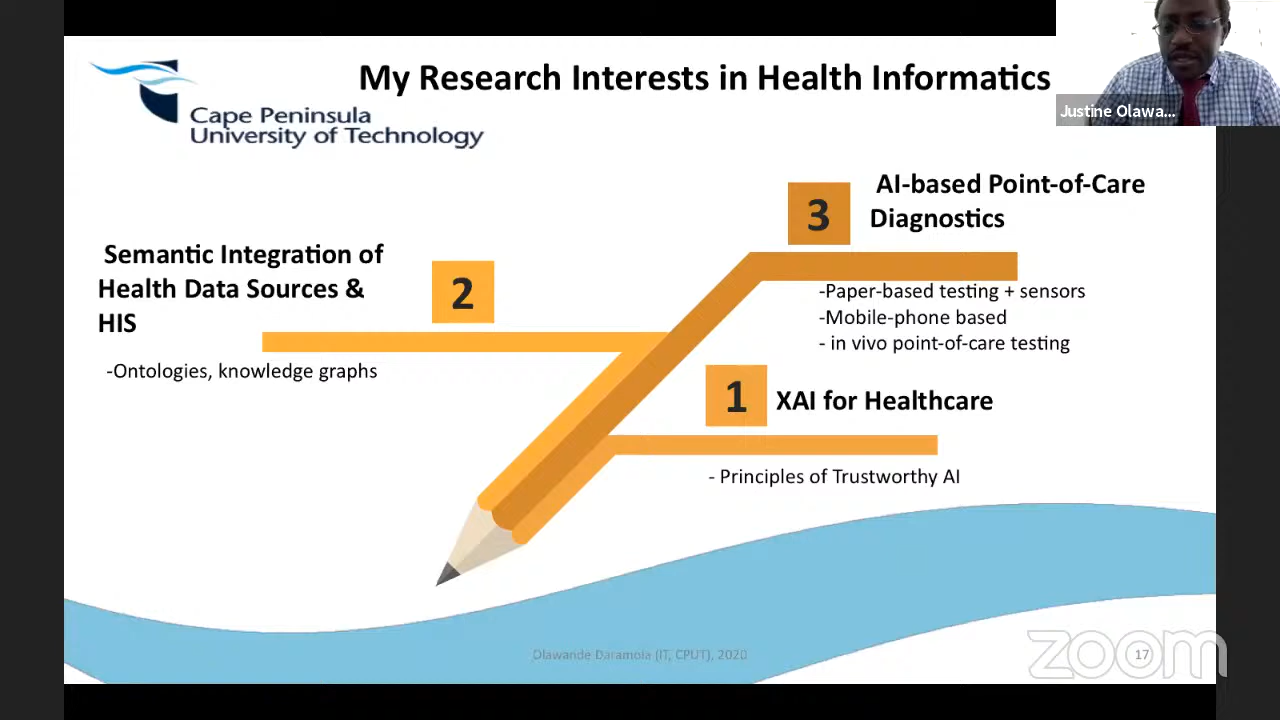 My Research Interests in Health Informatics
Cape Peninsula
University of Technology
Justine Olawa...
3
AI-based Point-of-Care
Diagnostics
-Paper-based testing + sensors
-Mobile-phone based
- in vivo point-of-care testing
Semantic Integration of
Health Data Sources &
HIS
2
-Ontologies, knowledge graphs
1
XAI for Healthcare
- Principles of Trustworthy AI
Olawande Daramola (IT, CPUT), 2020
17
zoom